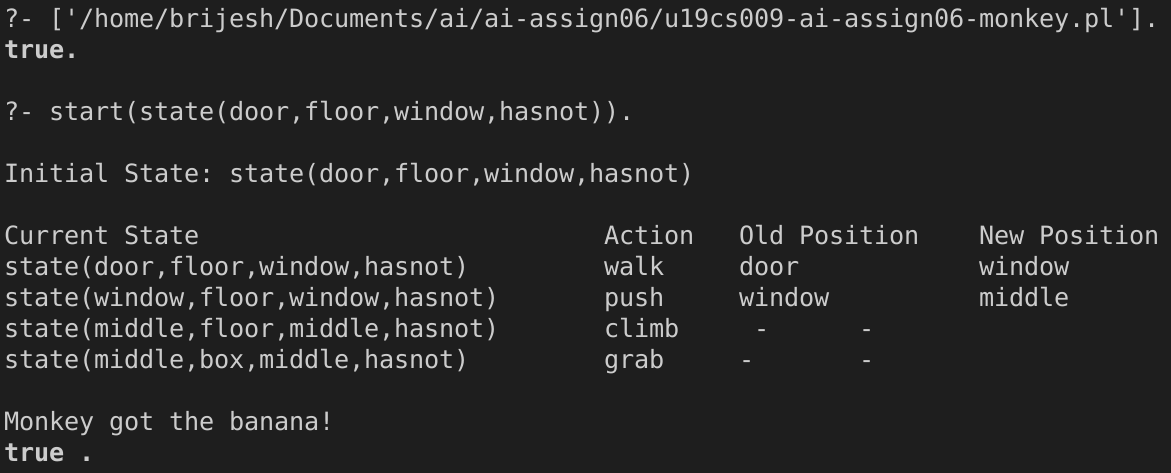 ?- ['/home/brijesh/Documents/ai/ai-assign06/u19cs009-ai-assign06-monkey.pl'].
true.
?- start(state(door,floor,window,hasnot)).
Initial State: state(door,floor,window,hasnot)
Current State Action Old Position New Position
state(door,floor,window,hasnot) walk door window
state(window,floor,window,hasnot) push window middle
state(middle,floor,middle,hasnot) climb - -
state(middle,box,middle,hasnot) grab - -
Monkey got the banana!
true .